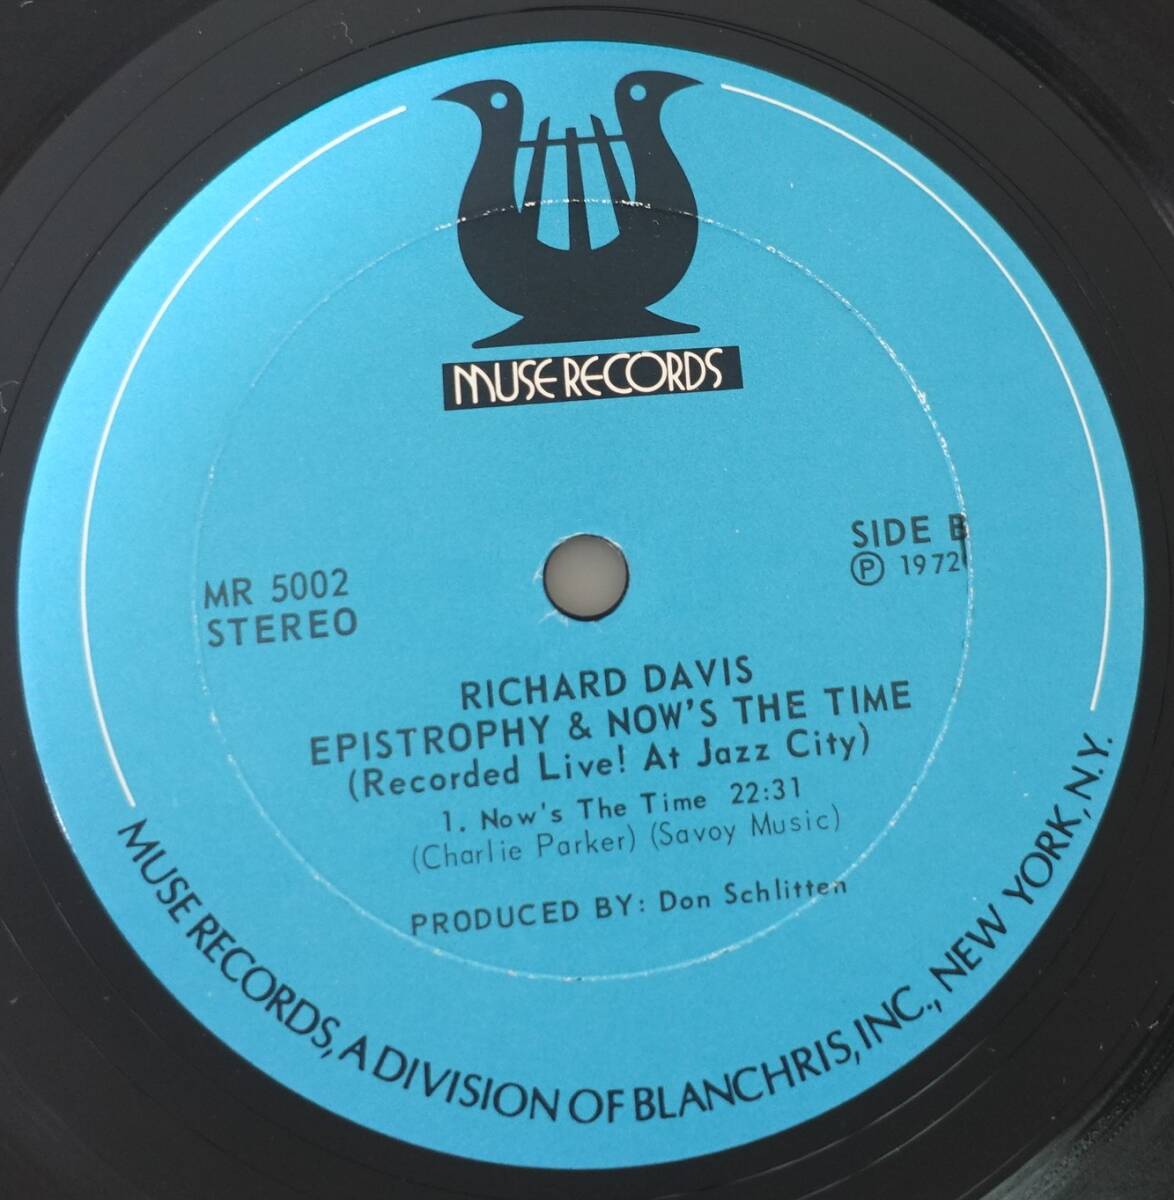 MUSE RECORDS
SIDE B
Ⓟ 1972
MR 5002
STEREO
RICHARD DAVIS
EPISTROPHY & NOW'S THE TIME
(Recorded Live! At Jazz City)
1. Now's The Time 22:31
(Charlie Parker) (Savoy Music)
PRODUCED BY: Don Schlitten
MUSE RECORDS, A DIVISION OF BLANCHRIS, INC., NEW YORK, N.Y.